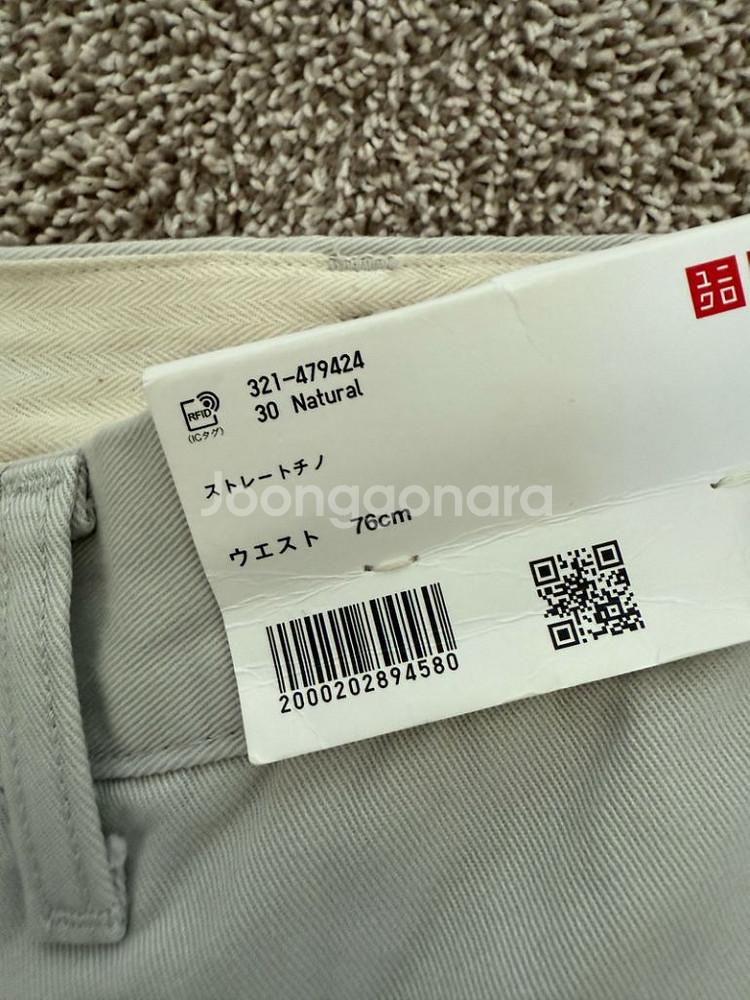 ユニ
クロ
321-479424
30 Natural
RFID
(ICタグ)
ストレートチノ
Joonggonara
ウエスト 76cm
2000202894580